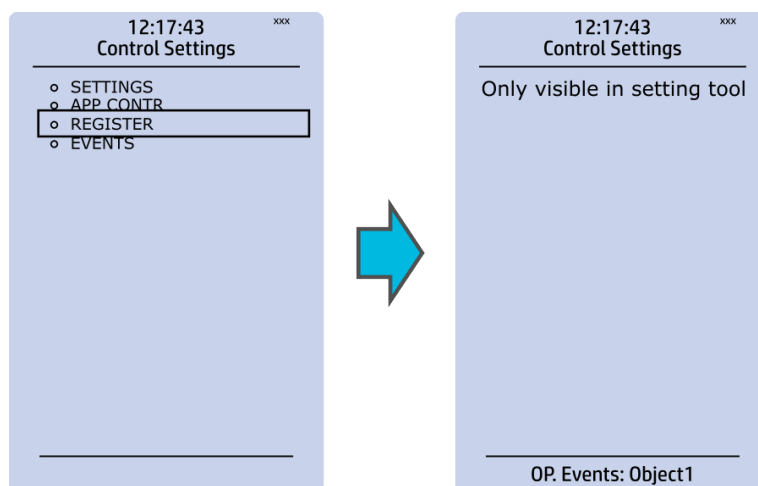 12:17:43 xxx
Control Settings
SETTINGS
APP CONTR
REGISTER
EVENTS
12:17:43 xxx
Control Settings
Only visible in setting tool
OP. Events: Object1